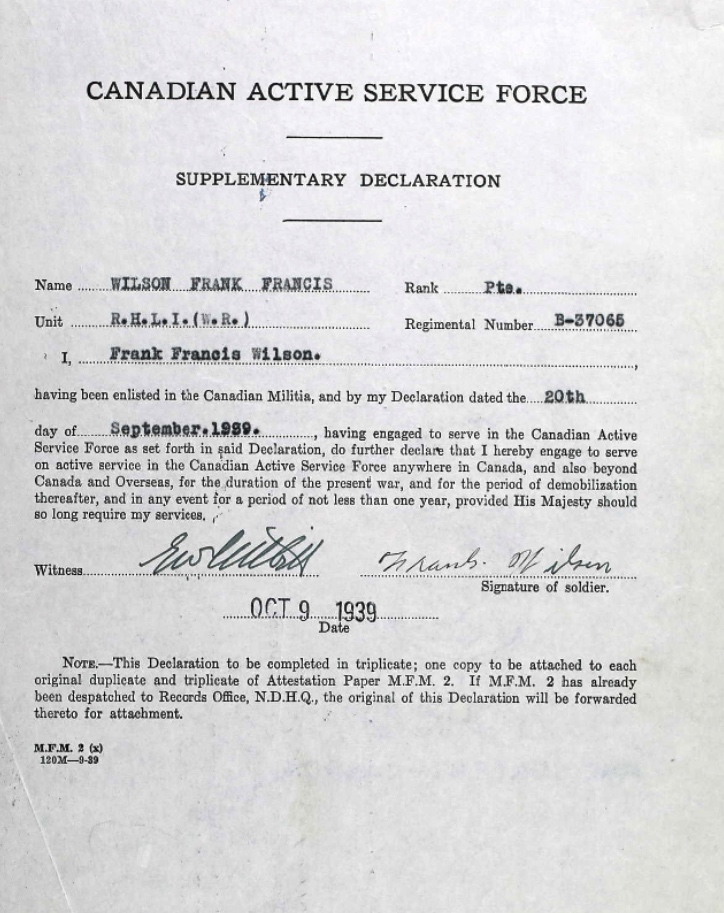 CANADIAN ACTIVE SERVICE FORCE
SUPPLEMENTARY DECLARATION
Name ........ WILSON FRANK FRANCIS ........ Rank ........ Pte. ........
Unit ........ R.H.L.I.(W.R.) ........ Regimental Number ........ B-37065
I, ........ Frank Francis Wilson. ........,
having been enlisted in the Canadian Militia, and by my Declaration dated the.....20th........
day of........September.1939.........., having engaged to serve in the Canadian Active
Service Force as set forth in said Declaration, do further declare that I hereby engage to serve
on active service in the Canadian Active Service Force anywhere in Canada, and also beyond
Canada and Overseas, for the duration of the present war, and for the period of demobilization
thereafter, and in any event for a period of not less than one year, provided His Majesty should
so long require my services.
Witness........ Frank. Wilson
Signature of soldier.
OCT 9 1939
Date
NOTE.—This Declaration to be completed in triplicate; one copy to be attached to each
original duplicate and triplicate of Attestation Paper M.F.M. 2. If M.F.M. 2 has already
been despatched to Records Office, N.D.H.Q., the original of this Declaration will be forwarded
thereto for attachment.
M.F.M. 2 (x)
120M—9-39